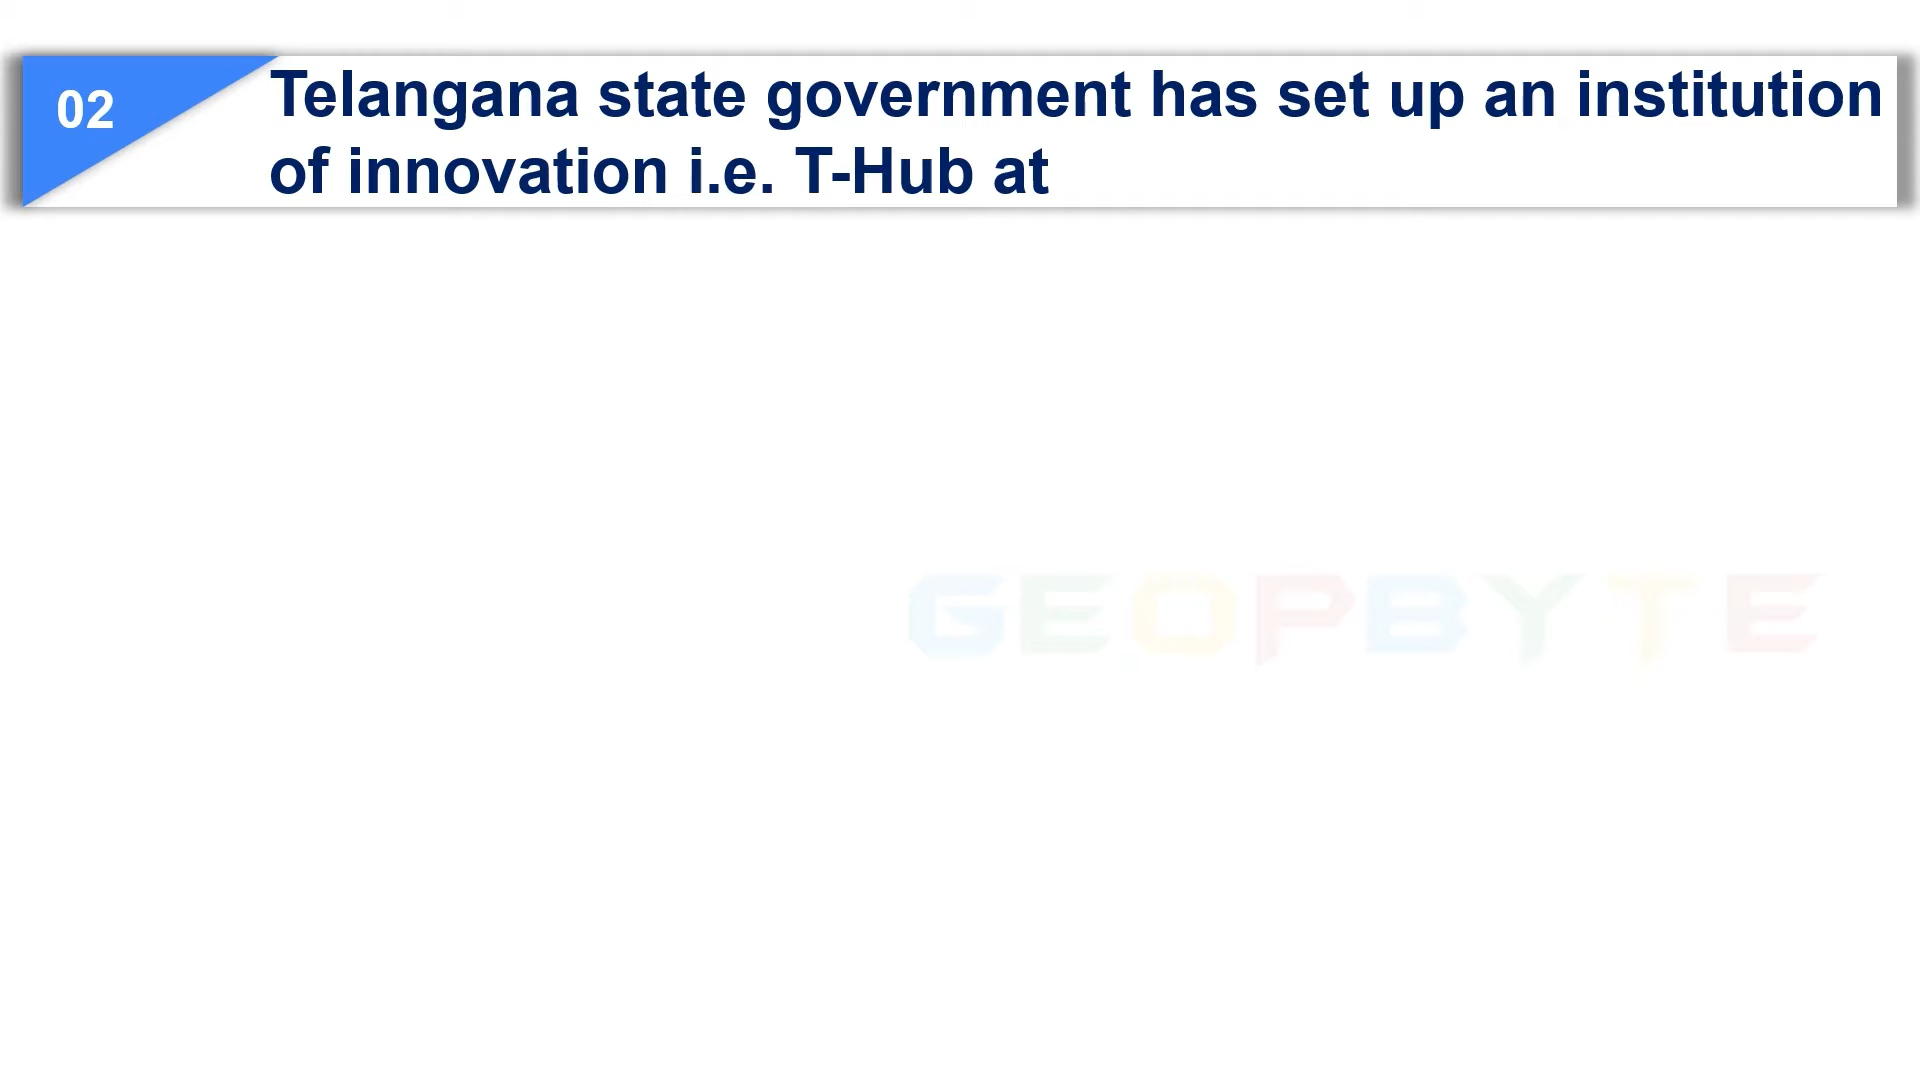 02
Telangana state government has set up an institution
of innovation i.e. T-Hub at
GEOPBYTE